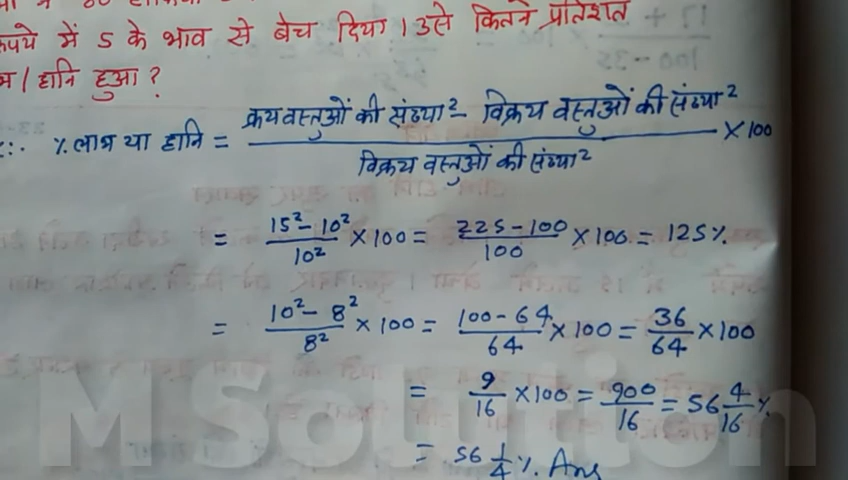 में 5 के भाव से बेच दिया । उसे कितने प्रतिशत
/ हानि हुआ ?
% लाभ या हानि = क्रय वस्तुओं की संख्या² - विक्रय वस्तुओं की संख्या² / विक्रय वस्तुओं की संख्या² × 100
= 15² - 10² / 10² × 100 = 225 - 100 / 100 × 100 = 125 %
= 10² - 8² / 8² × 100 = 100 - 64 / 64 × 100 = 36 / 64 × 100
= 9 / 16 × 100 = 900 / 16 = 56 4/16 %
= 56 1/4 %. Ans
M Solution